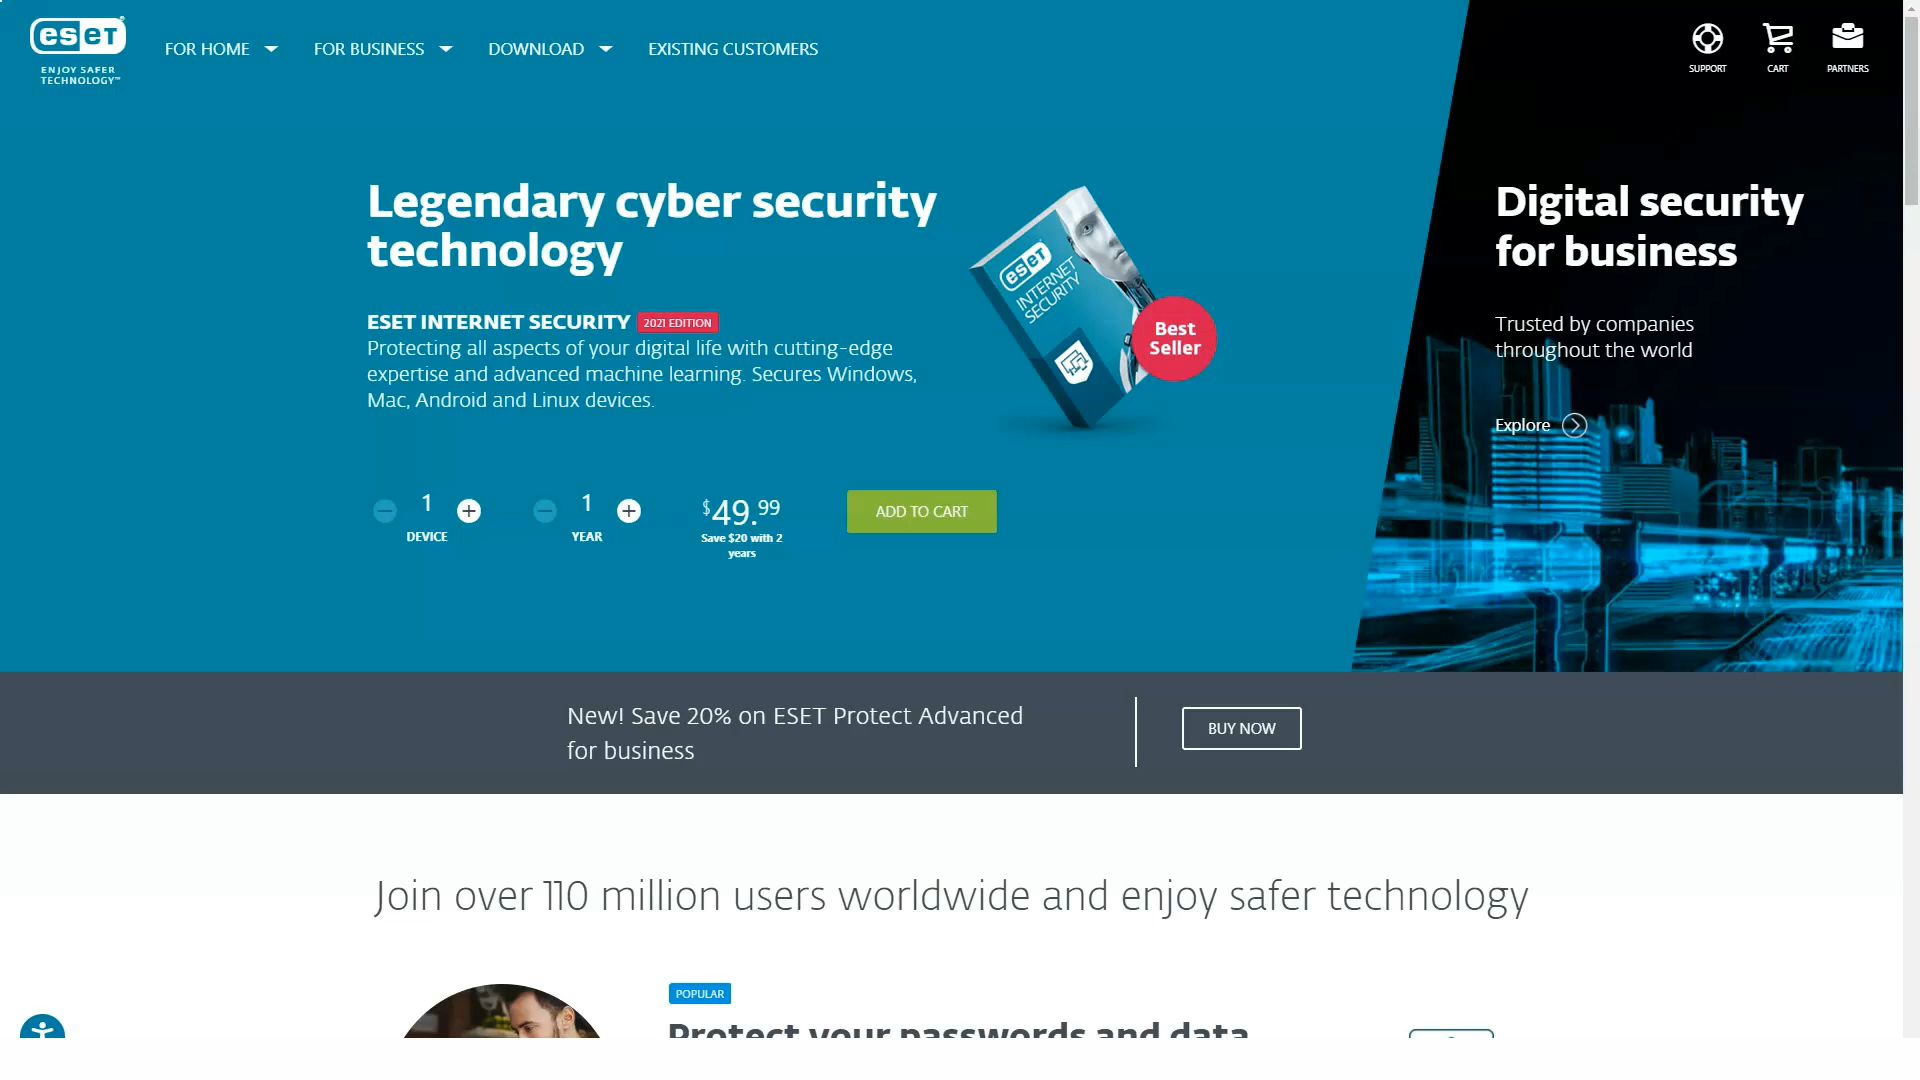 eset
ENJOY SAFER
TECHNOLOGY™
FOR HOME
FOR BUSINESS
DOWNLOAD
EXISTING CUSTOMERS
SUPPORT
CART
PARTNERS
Legendary cyber security
technology
ESET INTERNET SECURITY 2021 EDITION
Protecting all aspects of your digital life with cutting-edge
expertise and advanced machine learning. Secures Windows,
Mac, Android and Linux devices.
eset
INTERNET
SECURITY
Best
Seller
1
DEVICE
1
YEAR
$49.99
Save $20 with 2
years
ADD TO CART
Digital security
for business
Trusted by companies
throughout the world
Explore
New! Save 20% on ESET Protect Advanced
for business
BUY NOW
Join over 110 million users worldwide and enjoy safer technology
POPULAR
Protect your passwords and data